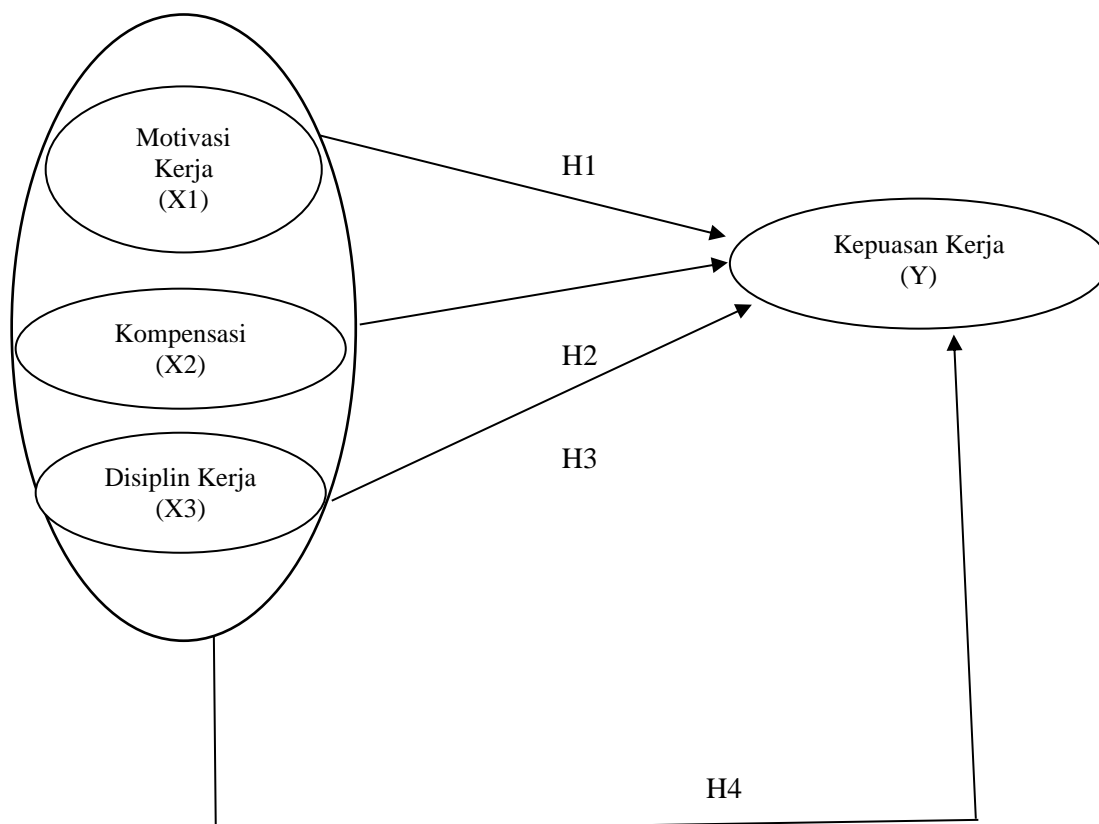 Motivasi
Kerja
(X1)
H1
Kepuasan Kerja
(Y)
Kompensasi
(X2)
H2
H3
Disiplin Kerja
(X3)
H4